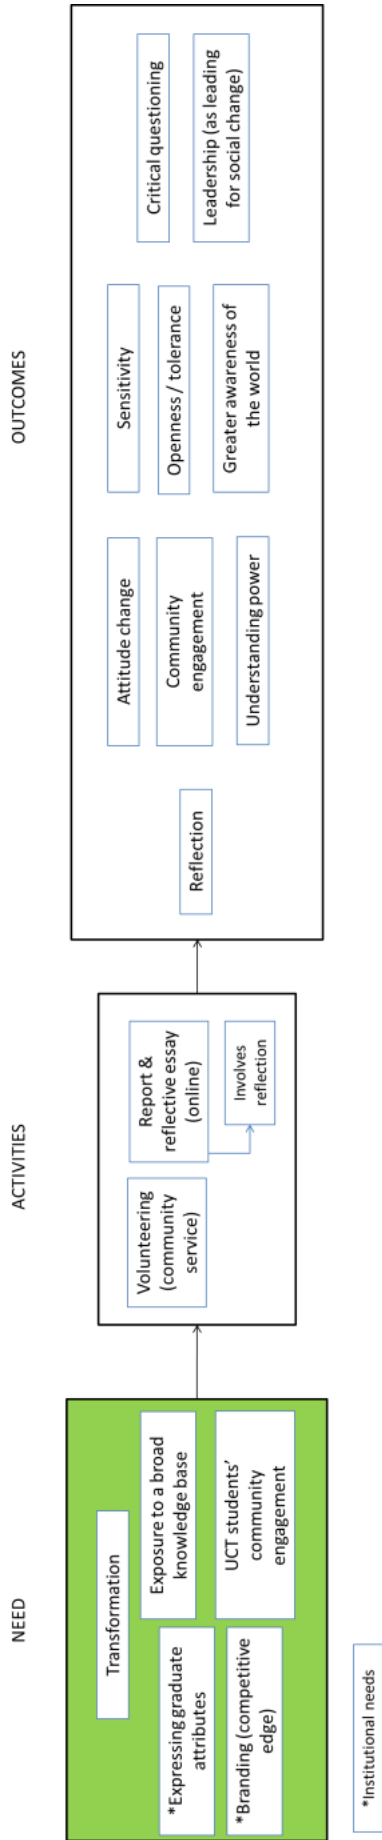 NEED
ACTIVITIES
OUTCOMES
Transformation
*Expressing graduate
attributes
Exposure to a broad
knowledge base
*Branding (competitive
edge)
UCT students’
community
engagement
*Institutional needs
Volunteering
(community
service)
Report &
reflective essay
(online)
Involves
reflection
Reflection
Attitude change
Community
engagement
Understanding power
Sensitivity
Openness / tolerance
Greater awareness of
the world
Critical questioning
Leadership (as leading
for social change)